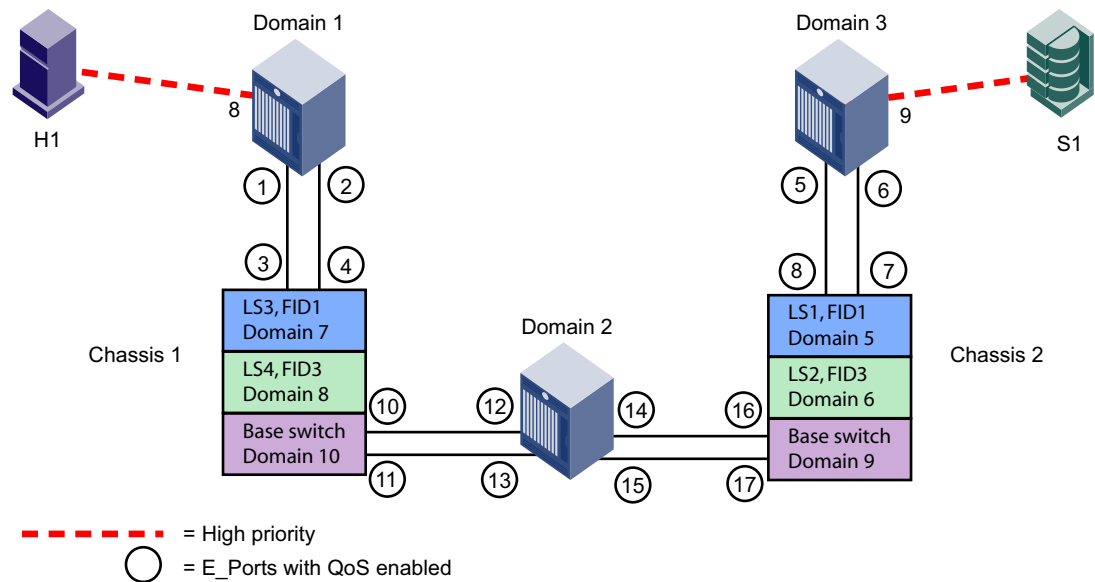 Domain 1
Domain 3
H1
8
9
S1
1
2
5
6
3
4
8
7
LS3, FID1
Domain 7
LS1, FID1
Domain 5
Chassis 1
Domain 2
Chassis 2
LS4, FID3
Domain 8
LS2, FID3
Domain 6
10
12
14
16
Base switch
Domain 10
Base switch
Domain 9
11
13
15
17
= High priority
= E_Ports with QoS enabled